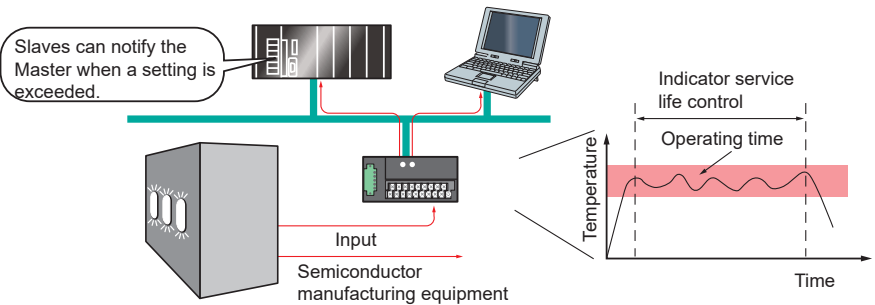 Slaves can notify the
Master when a setting is
exceeded.
Indicator service
life control
Operating time
Temperature
Time
Input
Semiconductor
manufacturing equipment